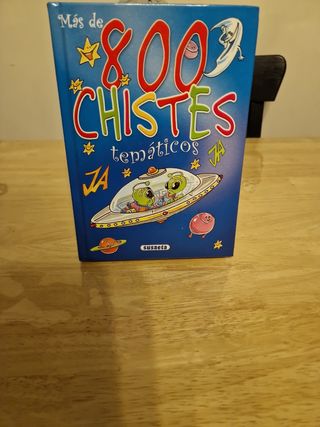 Más de
800
CHISTES
temáticos
JA
JA
susaeta